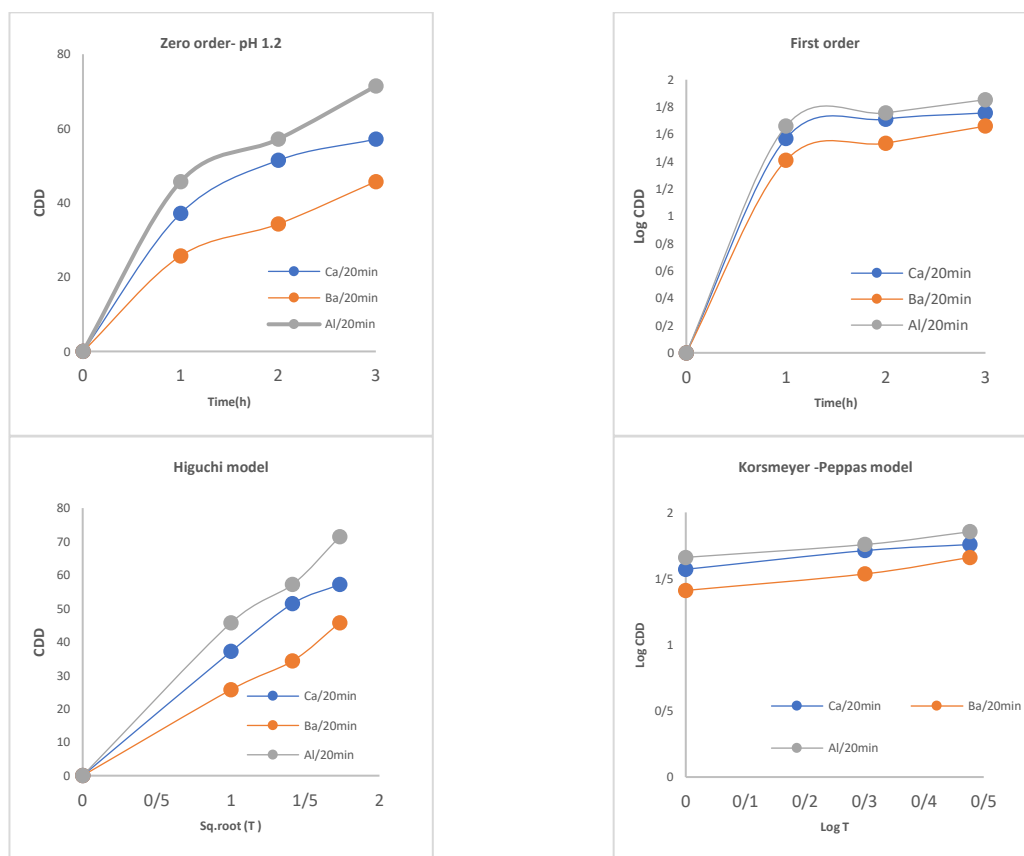 Zero order- pH 1.2
80
60
40
20
0
CDD
0 1 2 3
Time(h)
Ca/20min
Ba/20min
Al/20min
First order
2
1/8
1/6
1/4
1/2
1
0/8
0/6
0/4
0/2
0
Log CDD
0 1 2 3
Time(h)
Ca/20min
Ba/20min
Al/20min
Higuchi model
80
70
60
50
40
30
20
10
0
CDD
0 0/5 1 1/5 2
Sq.root (T )
Ca/20min
Ba/20min
Al/20min
Korsmeyer -Peppas model
2
1/5
1
0/5
0
Log CDD
0 0/1 0/2 0/3 0/4 0/5
Log T
Ca/20min Ba/20min
Al/20min